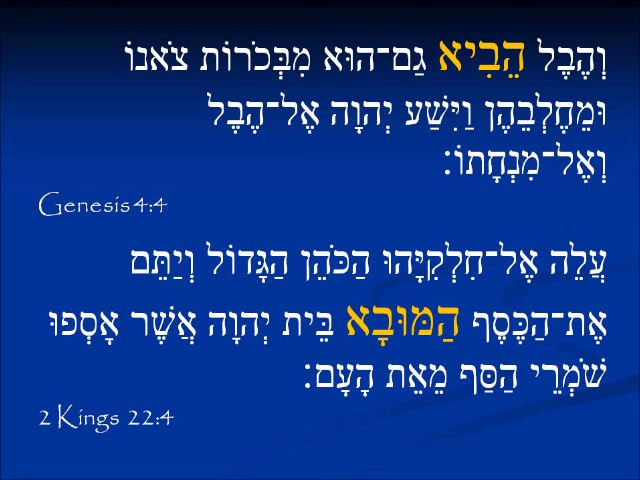 וְהֶבֶל הֵבִיא גַם־הוּא מִבְּכֹרוֹת צֹאנוֹ
וּמֵחֶלְבֵהֶן וַיִּשַׁע יְהוָה אֶל־הֶבֶל
וְאֶל־מִנְחָתוֹ׃
Genesis 4:4
עֲלֵה אֶל־חִלְקִיָּהוּ הַכֹּהֵן הַגָּדוֹל וְיַתֵּם
אֶת־הַכֶּסֶף הַמּוּבָא בֵּית יְהוָה אֲשֶׁר אָסְפוּ
שֹׁמְרֵי הַסַּף מֵאֵת הָעָם׃
2 Kings 22:4